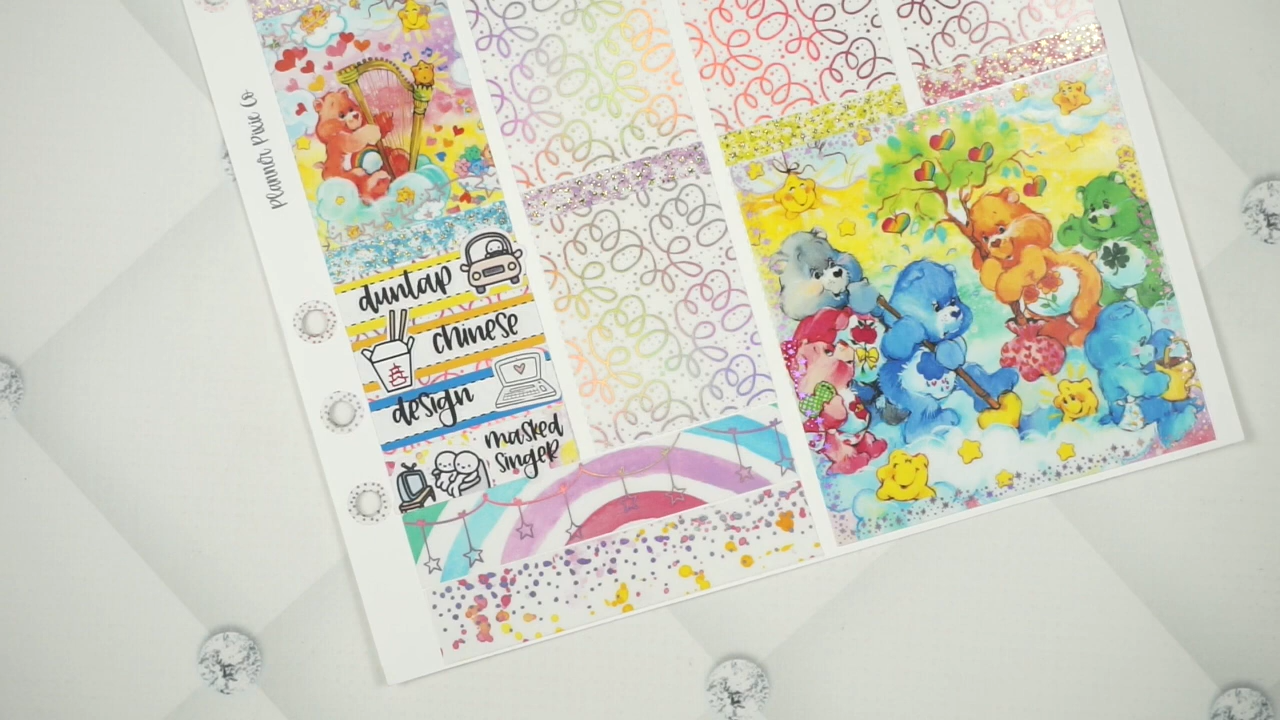 Planner Pixie Co
dunlap
chinese
design
masked
singer